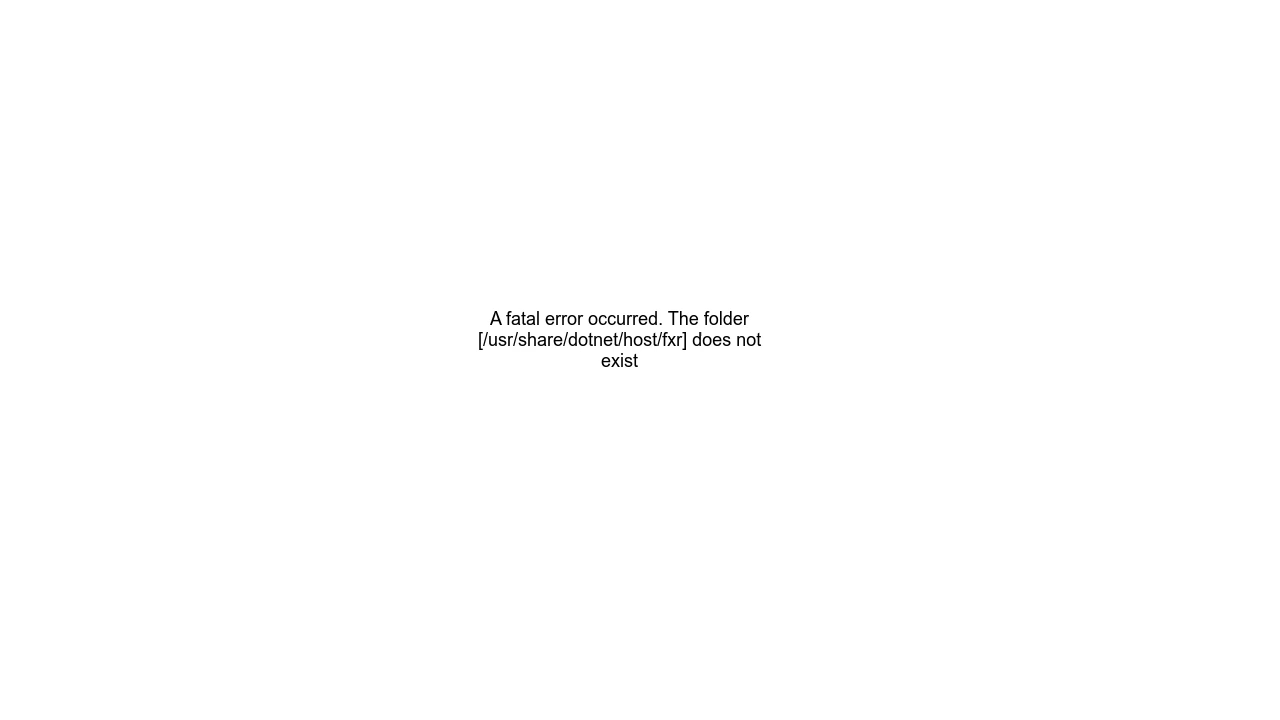 A fatal error occurred. The folder
[/usr/share/dotnet/host/fxr] does not
exist